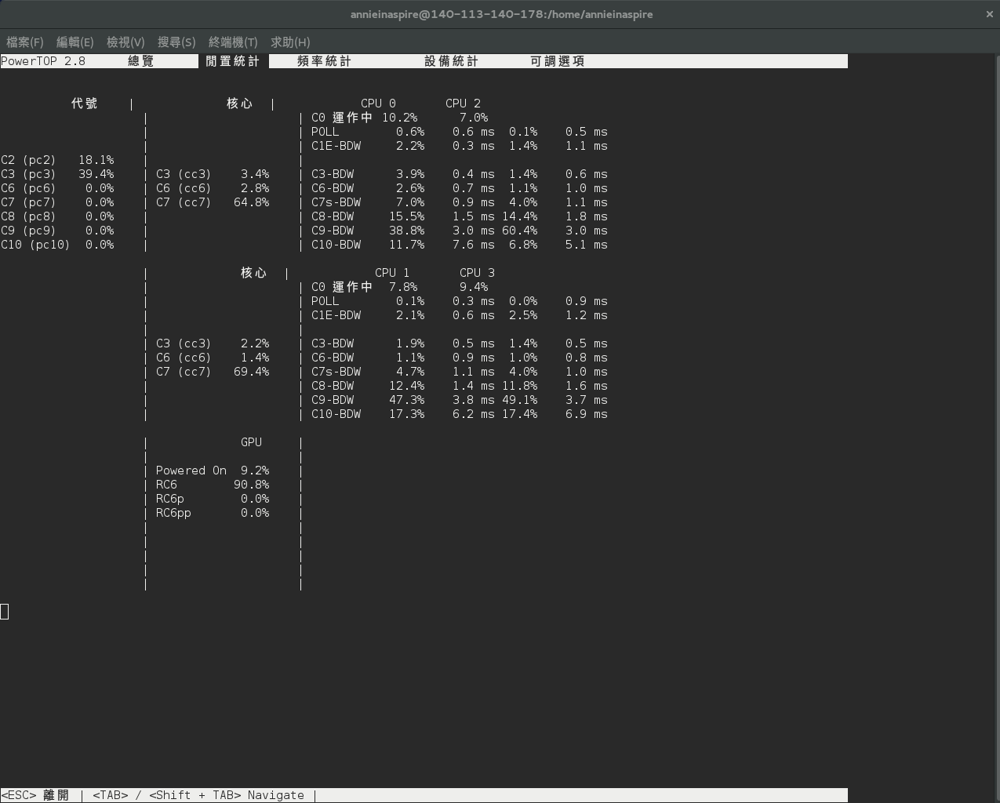 annieinaspire@140-113-140-178:/home/annieinaspire ×
檔案(F) 編輯(E) 檢視(V) 搜尋(S) 終端機(T) 求助(H)
PowerTOP 2.8 總覽 閒置統計 頻率統計 設備統計 可調選項
代號 | 核心 | CPU 0 CPU 2
| | C0 運作中 10.2% 7.0%
| | POLL 0.6% 0.6 ms 0.1% 0.5 ms
| | C1E-BDW 2.2% 0.3 ms 1.4% 1.1 ms
C2 (pc2) 18.1% | |
C3 (pc3) 39.4% | C3 (cc3) 3.4% | C3-BDW 3.9% 0.4 ms 1.4% 0.6 ms
C6 (pc6) 0.0% | C6 (cc6) 2.8% | C6-BDW 2.6% 0.7 ms 1.1% 1.0 ms
C7 (pc7) 0.0% | C7 (cc7) 64.8% | C7s-BDW 7.0% 0.9 ms 4.0% 1.1 ms
C8 (pc8) 0.0% | | C8-BDW 15.5% 1.5 ms 14.4% 1.8 ms
C9 (pc9) 0.0% | | C9-BDW 38.8% 3.0 ms 60.4% 3.0 ms
C10 (pc10) 0.0% | | C10-BDW 11.7% 7.6 ms 6.8% 5.1 ms
| 核心 | CPU 1 CPU 3
| | C0 運作中 7.8% 9.4%
| | POLL 0.1% 0.3 ms 0.0% 0.9 ms
| | C1E-BDW 2.1% 0.6 ms 2.5% 1.2 ms
| |
| C3 (cc3) 2.2% | C3-BDW 1.9% 0.5 ms 1.4% 0.5 ms
| C6 (cc6) 1.4% | C6-BDW 1.1% 0.9 ms 1.0% 0.8 ms
| C7 (cc7) 69.4% | C7s-BDW 4.7% 1.1 ms 4.0% 1.0 ms
| | C8-BDW 12.4% 1.4 ms 11.8% 1.6 ms
| | C9-BDW 47.3% 3.8 ms 49.1% 3.7 ms
| | C10-BDW 17.3% 6.2 ms 17.4% 6.9 ms
| GPU |
| |
| Powered On 9.2% |
| RC6 90.8% |
| RC6p 0.0% |
| RC6pp 0.0% |
| |
| |
| |
| |
| |
<ESC> 離開 | <TAB> / <Shift + TAB> Navigate |